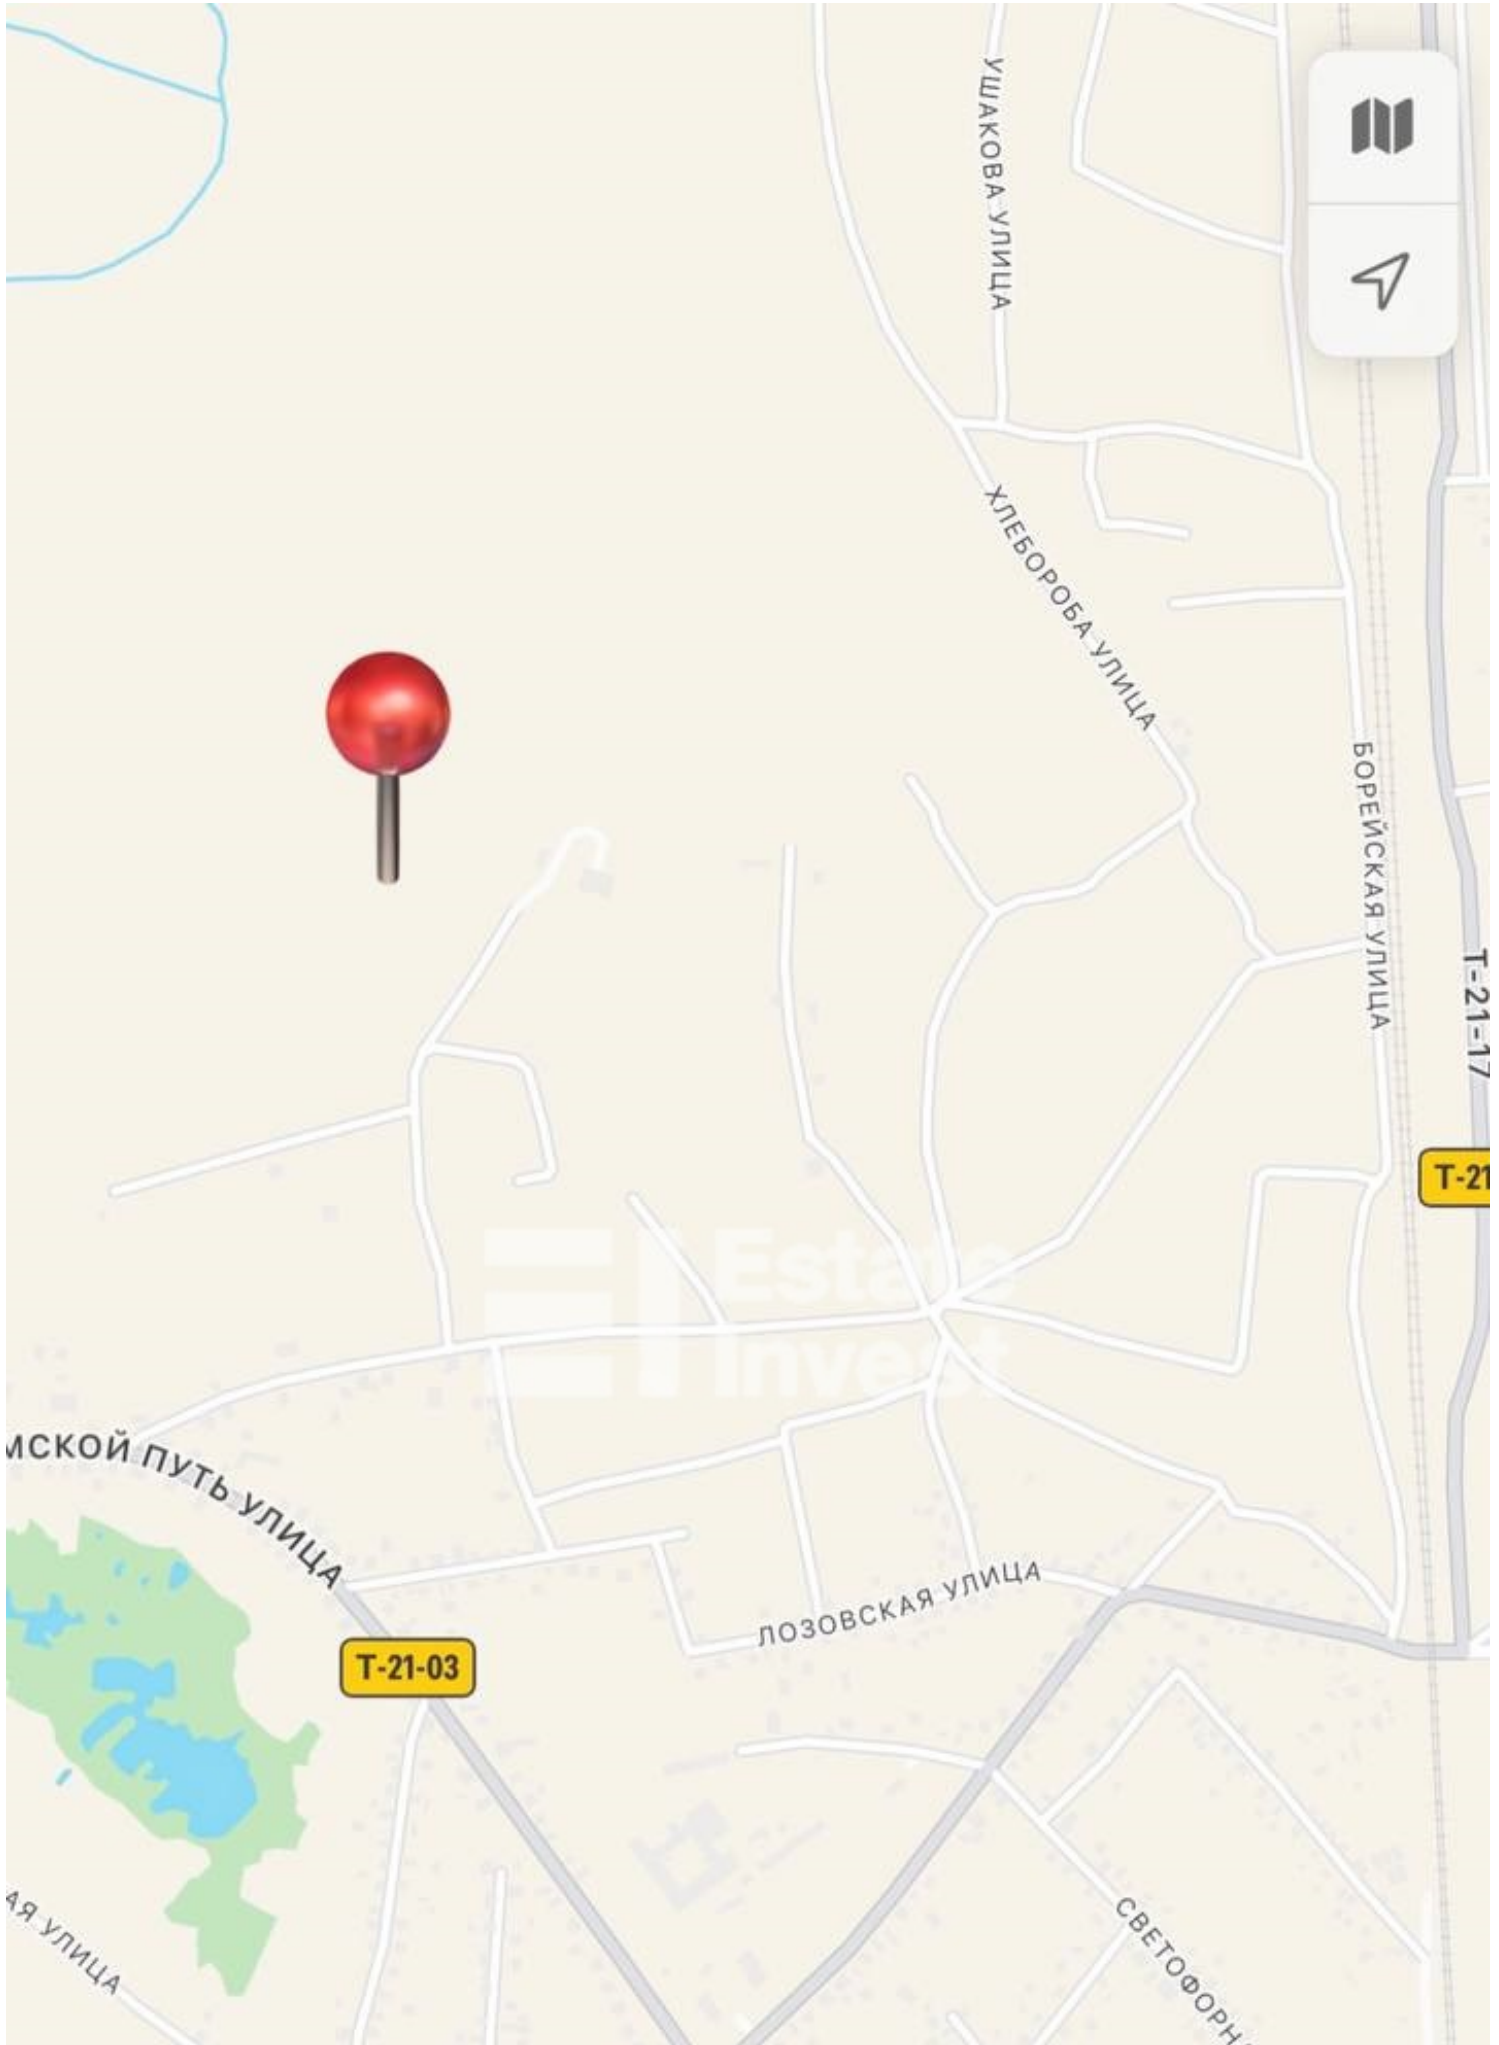 УШАКОВА УЛИЦА
ХЛЕБОРОБА УЛИЦА
БОРЕЙСКАЯ УЛИЦА
Т-21-17
Т-21
Estate
Invest
МСКОЙ ПУТЬ УЛИЦА
ЛОЗОВСКАЯ УЛИЦА
Т-21-03
АЯ УЛИЦА
СВЕТОФОРН